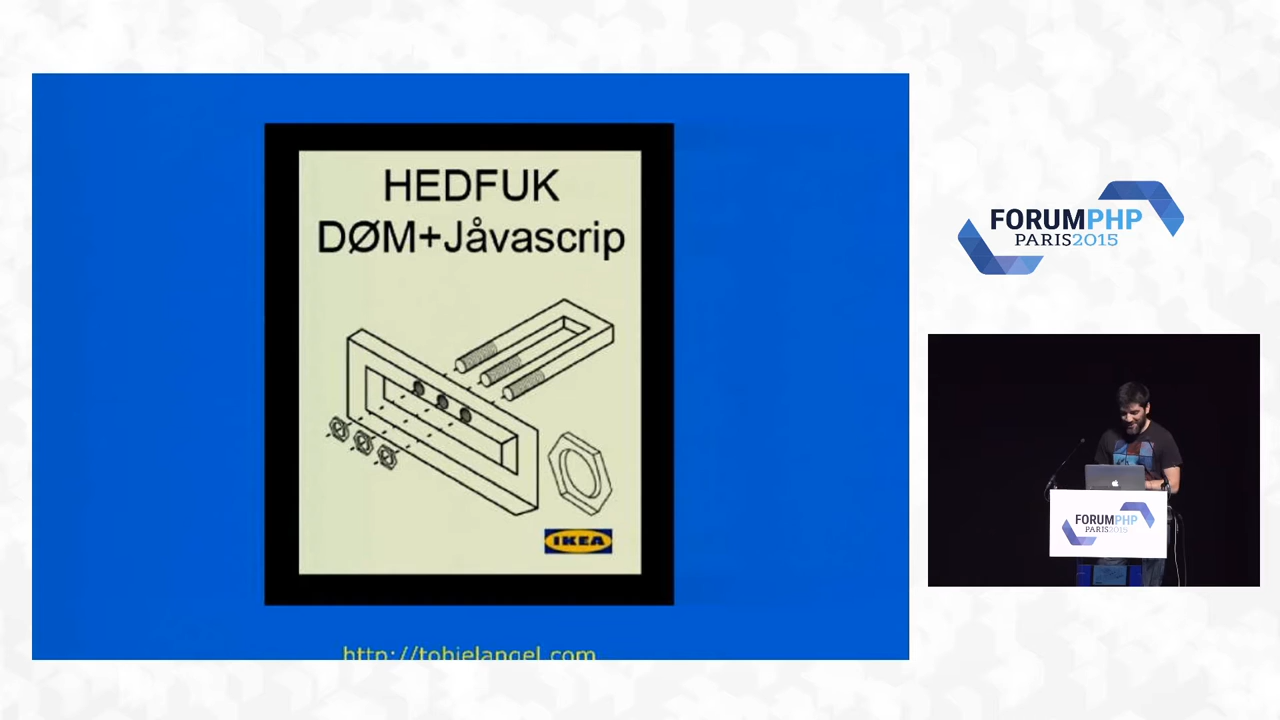 HEDFUK
DØM+Jåvascrip
IKEA
http://tobielangel.com
FORUMPHP
PARIS2015
FORUMPHP
PARIS2015